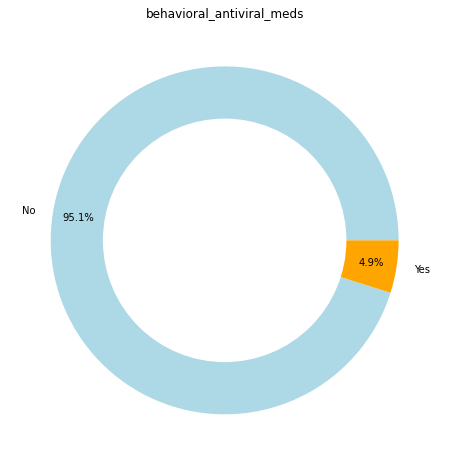 behavioral_antiviral_meds
No
95.1%
4.9%
Yes